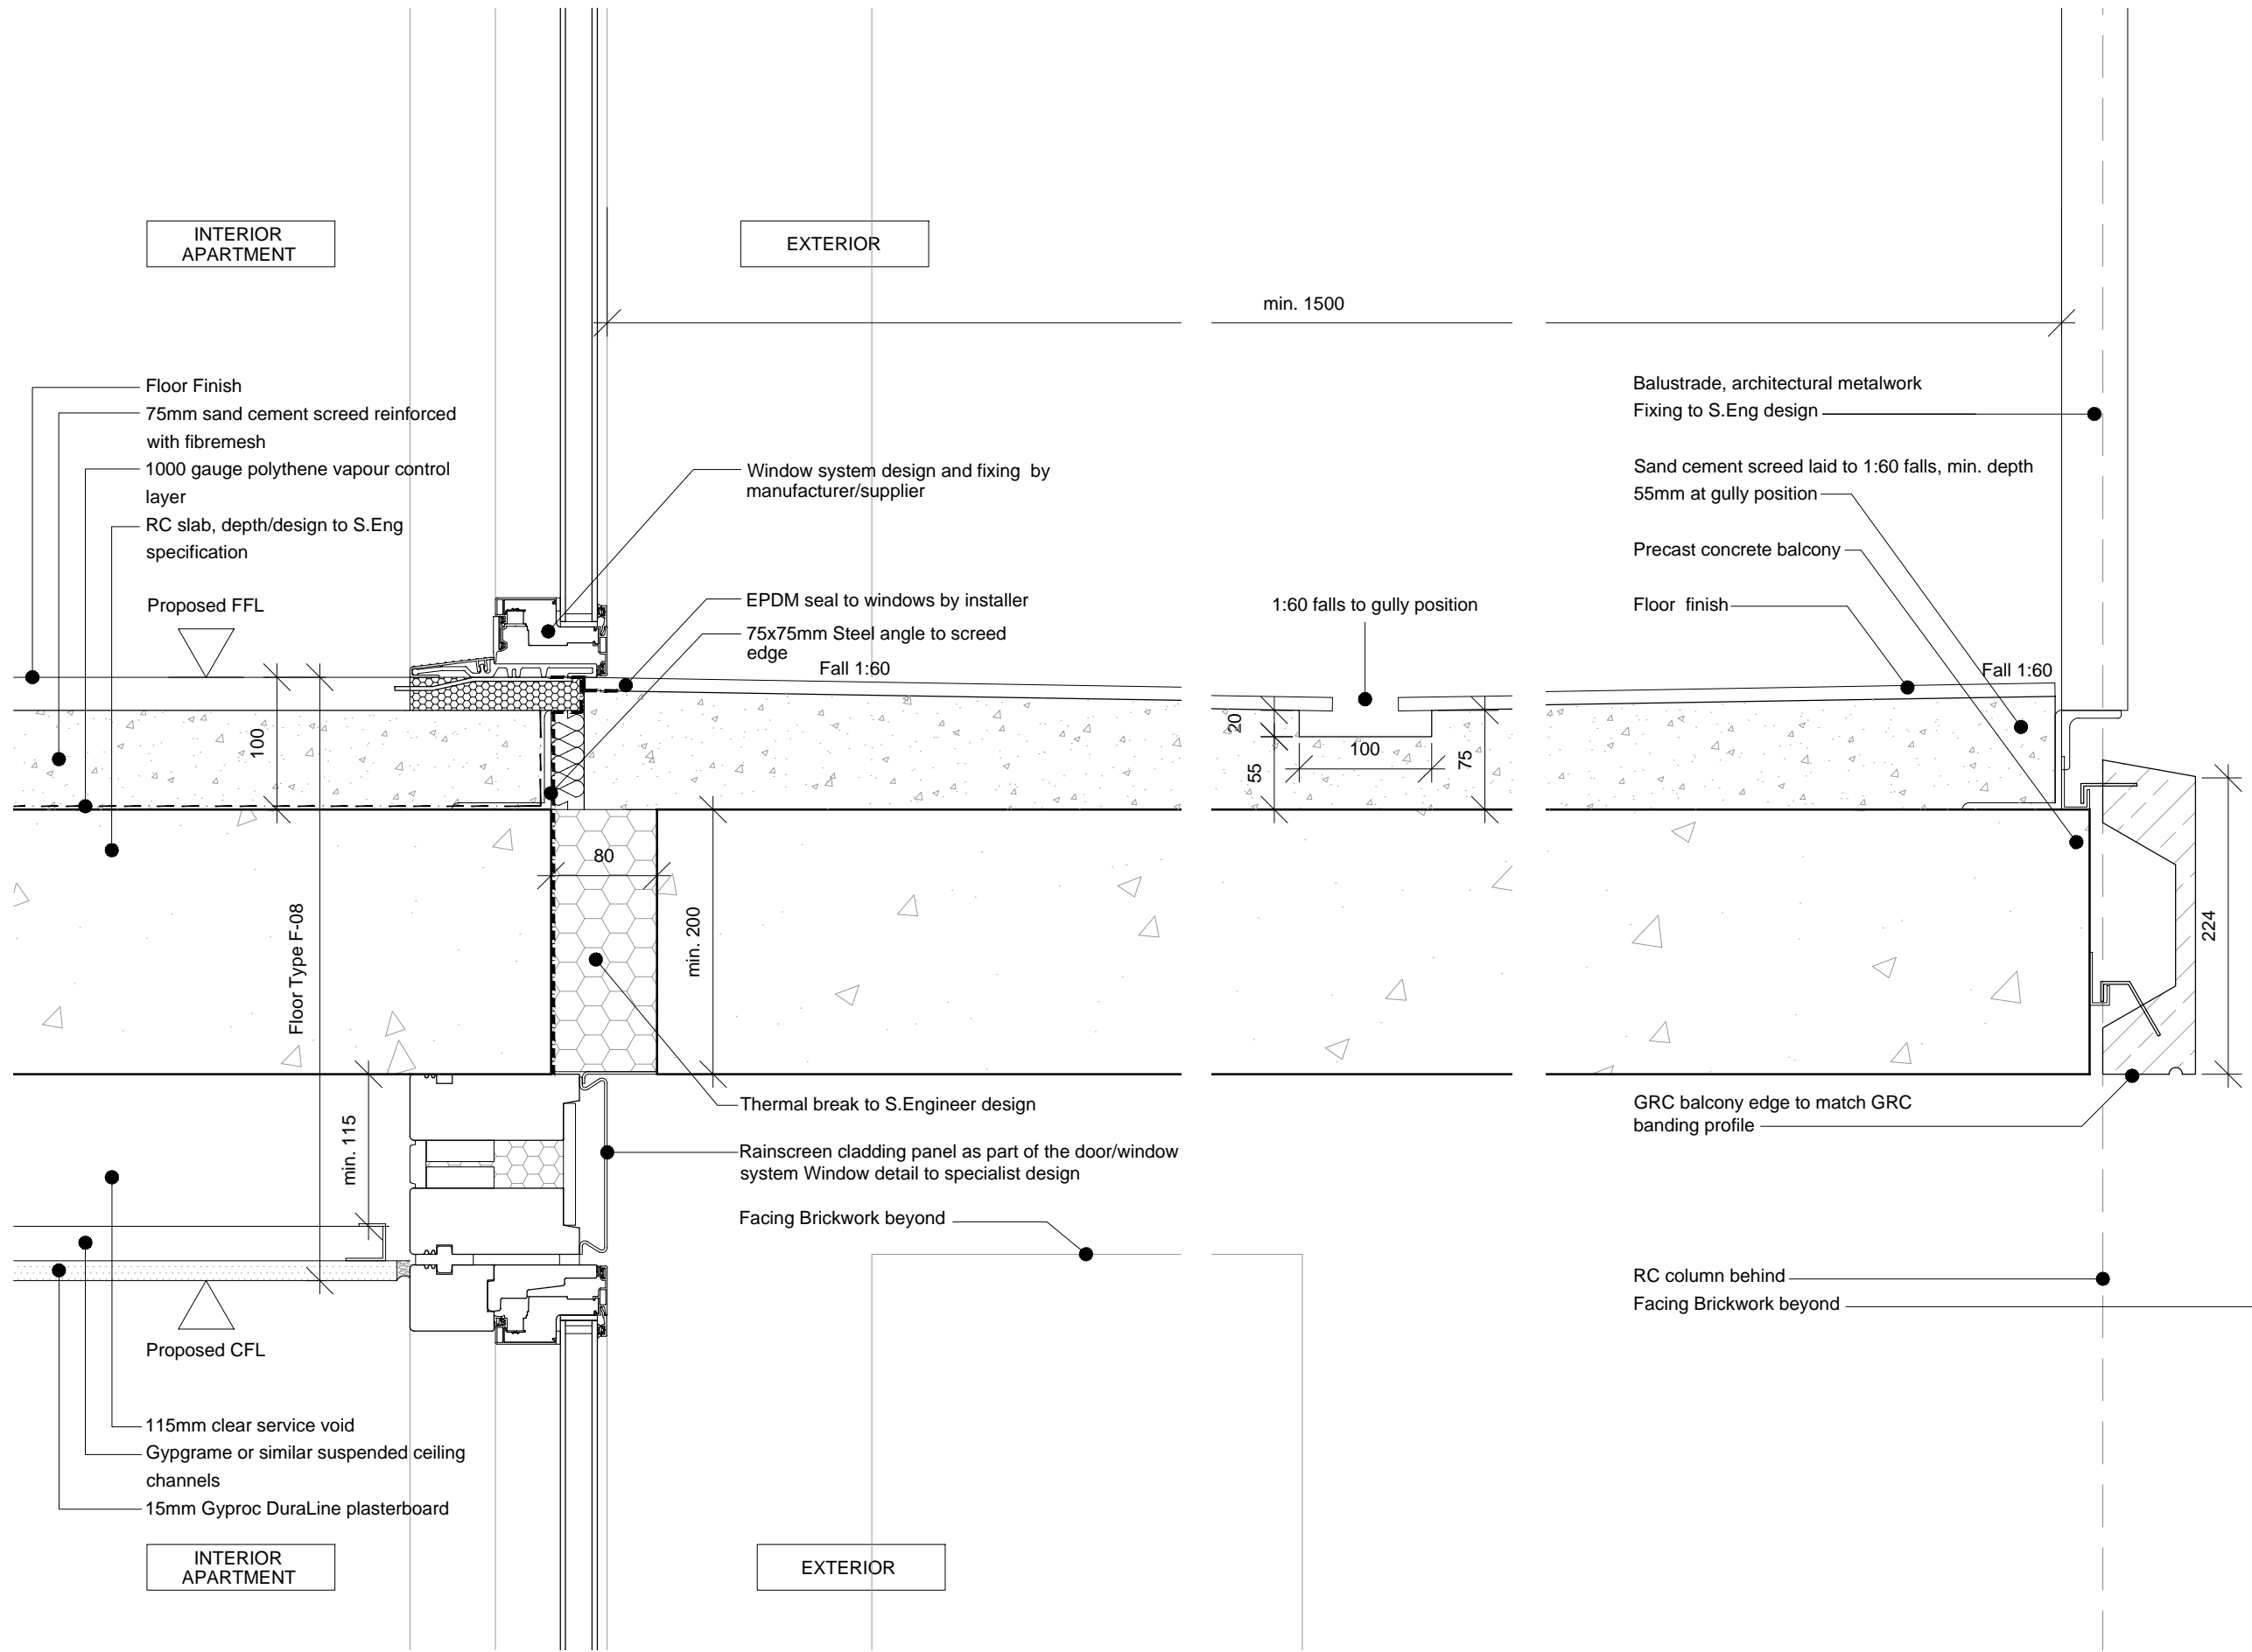 INTERIOR
APARTMENT
EXTERIOR
min. 1500
Floor Finish
75mm sand cement screed reinforced
with fibremesh
1000 gauge polythene vapour control
layer
RC slab, depth/design to S.Eng
specification
Proposed FFL
Window system design and fixing by
manufacturer/supplier
EPDM seal to windows by installer
75x75mm Steel angle to screed
edge
Fall 1:60
1:60 falls to gully position
Balustrade, architectural metalwork
Fixing to S.Eng design
Sand cement screed laid to 1:60 falls, min. depth
55mm at gully position
Precast concrete balcony
Floor finish
Fall 1:60
100
20
55
100
75
80
min. 200
Floor Type F-08
224
min. 115
Thermal break to S.Engineer design
Rainscreen cladding panel as part of the door/window
system Window detail to specialist design
Facing Brickwork beyond
GRC balcony edge to match GRC
banding profile
RC column behind
Facing Brickwork beyond
Proposed CFL
115mm clear service void
Gypgrame or similar suspended ceiling
channels
15mm Gyproc DuraLine plasterboard
INTERIOR
APARTMENT
EXTERIOR